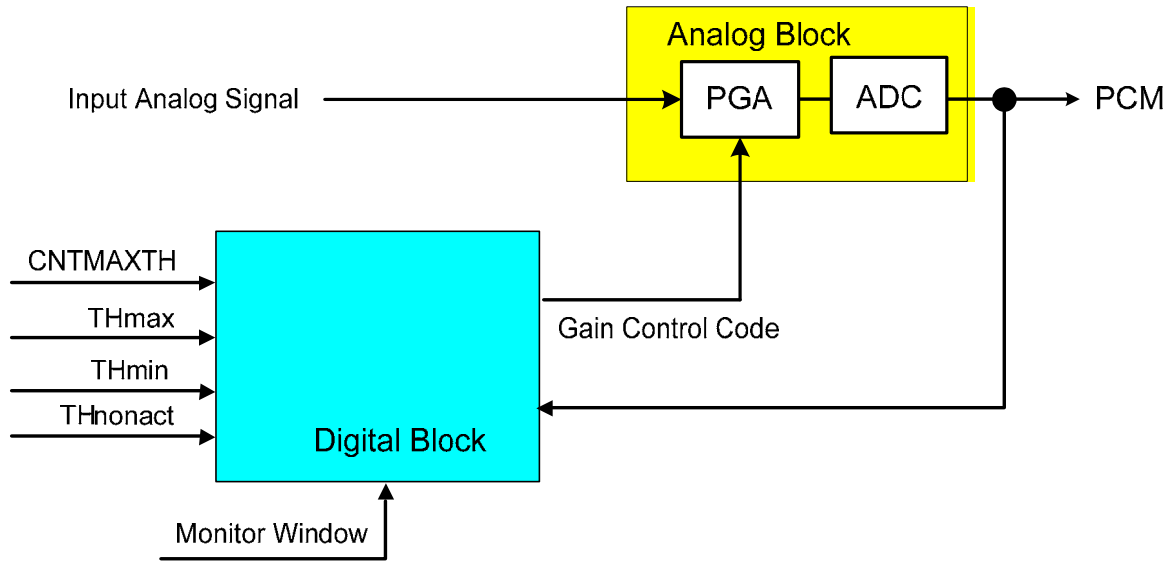 Analog Block
Input Analog Signal
PGA
ADC
PCM
CNTMAXTH
THmax
THmin
THnonact
Gain Control Code
Digital Block
Monitor Window